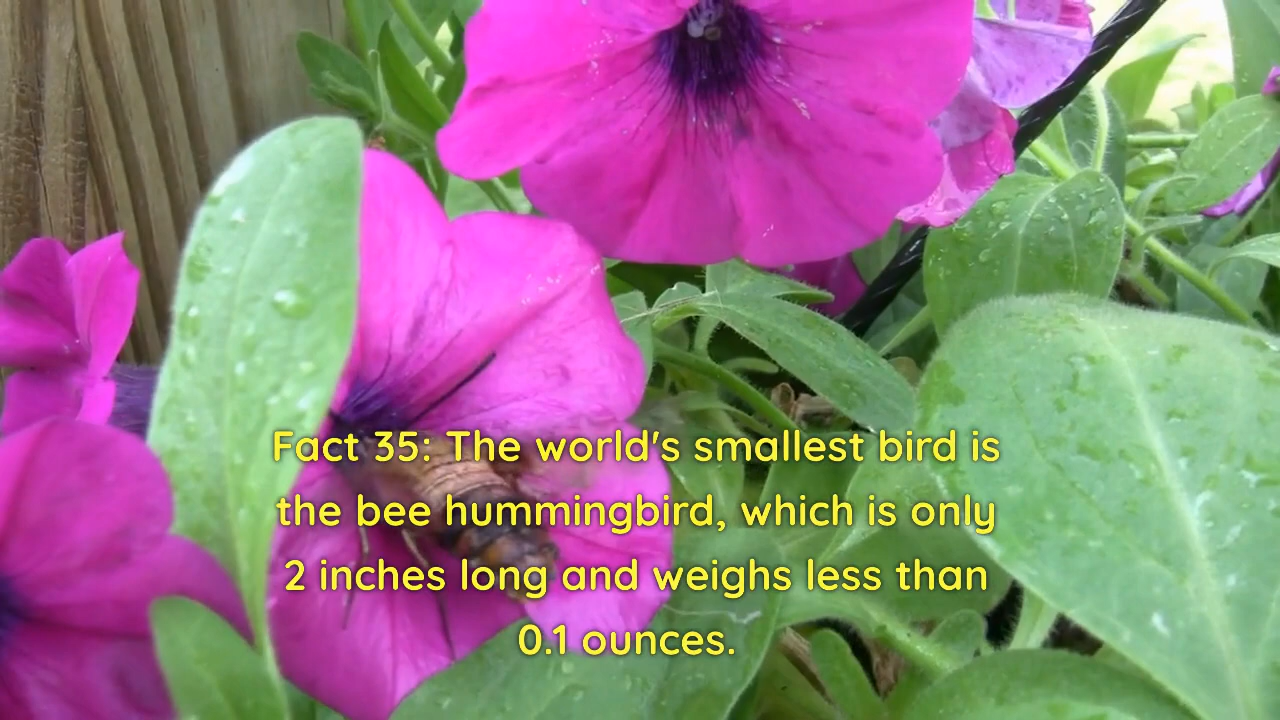 Fact 35: The world's smallest bird is
the bee hummingbird, which is only
2 inches long and weighs less than
0.1 ounces.